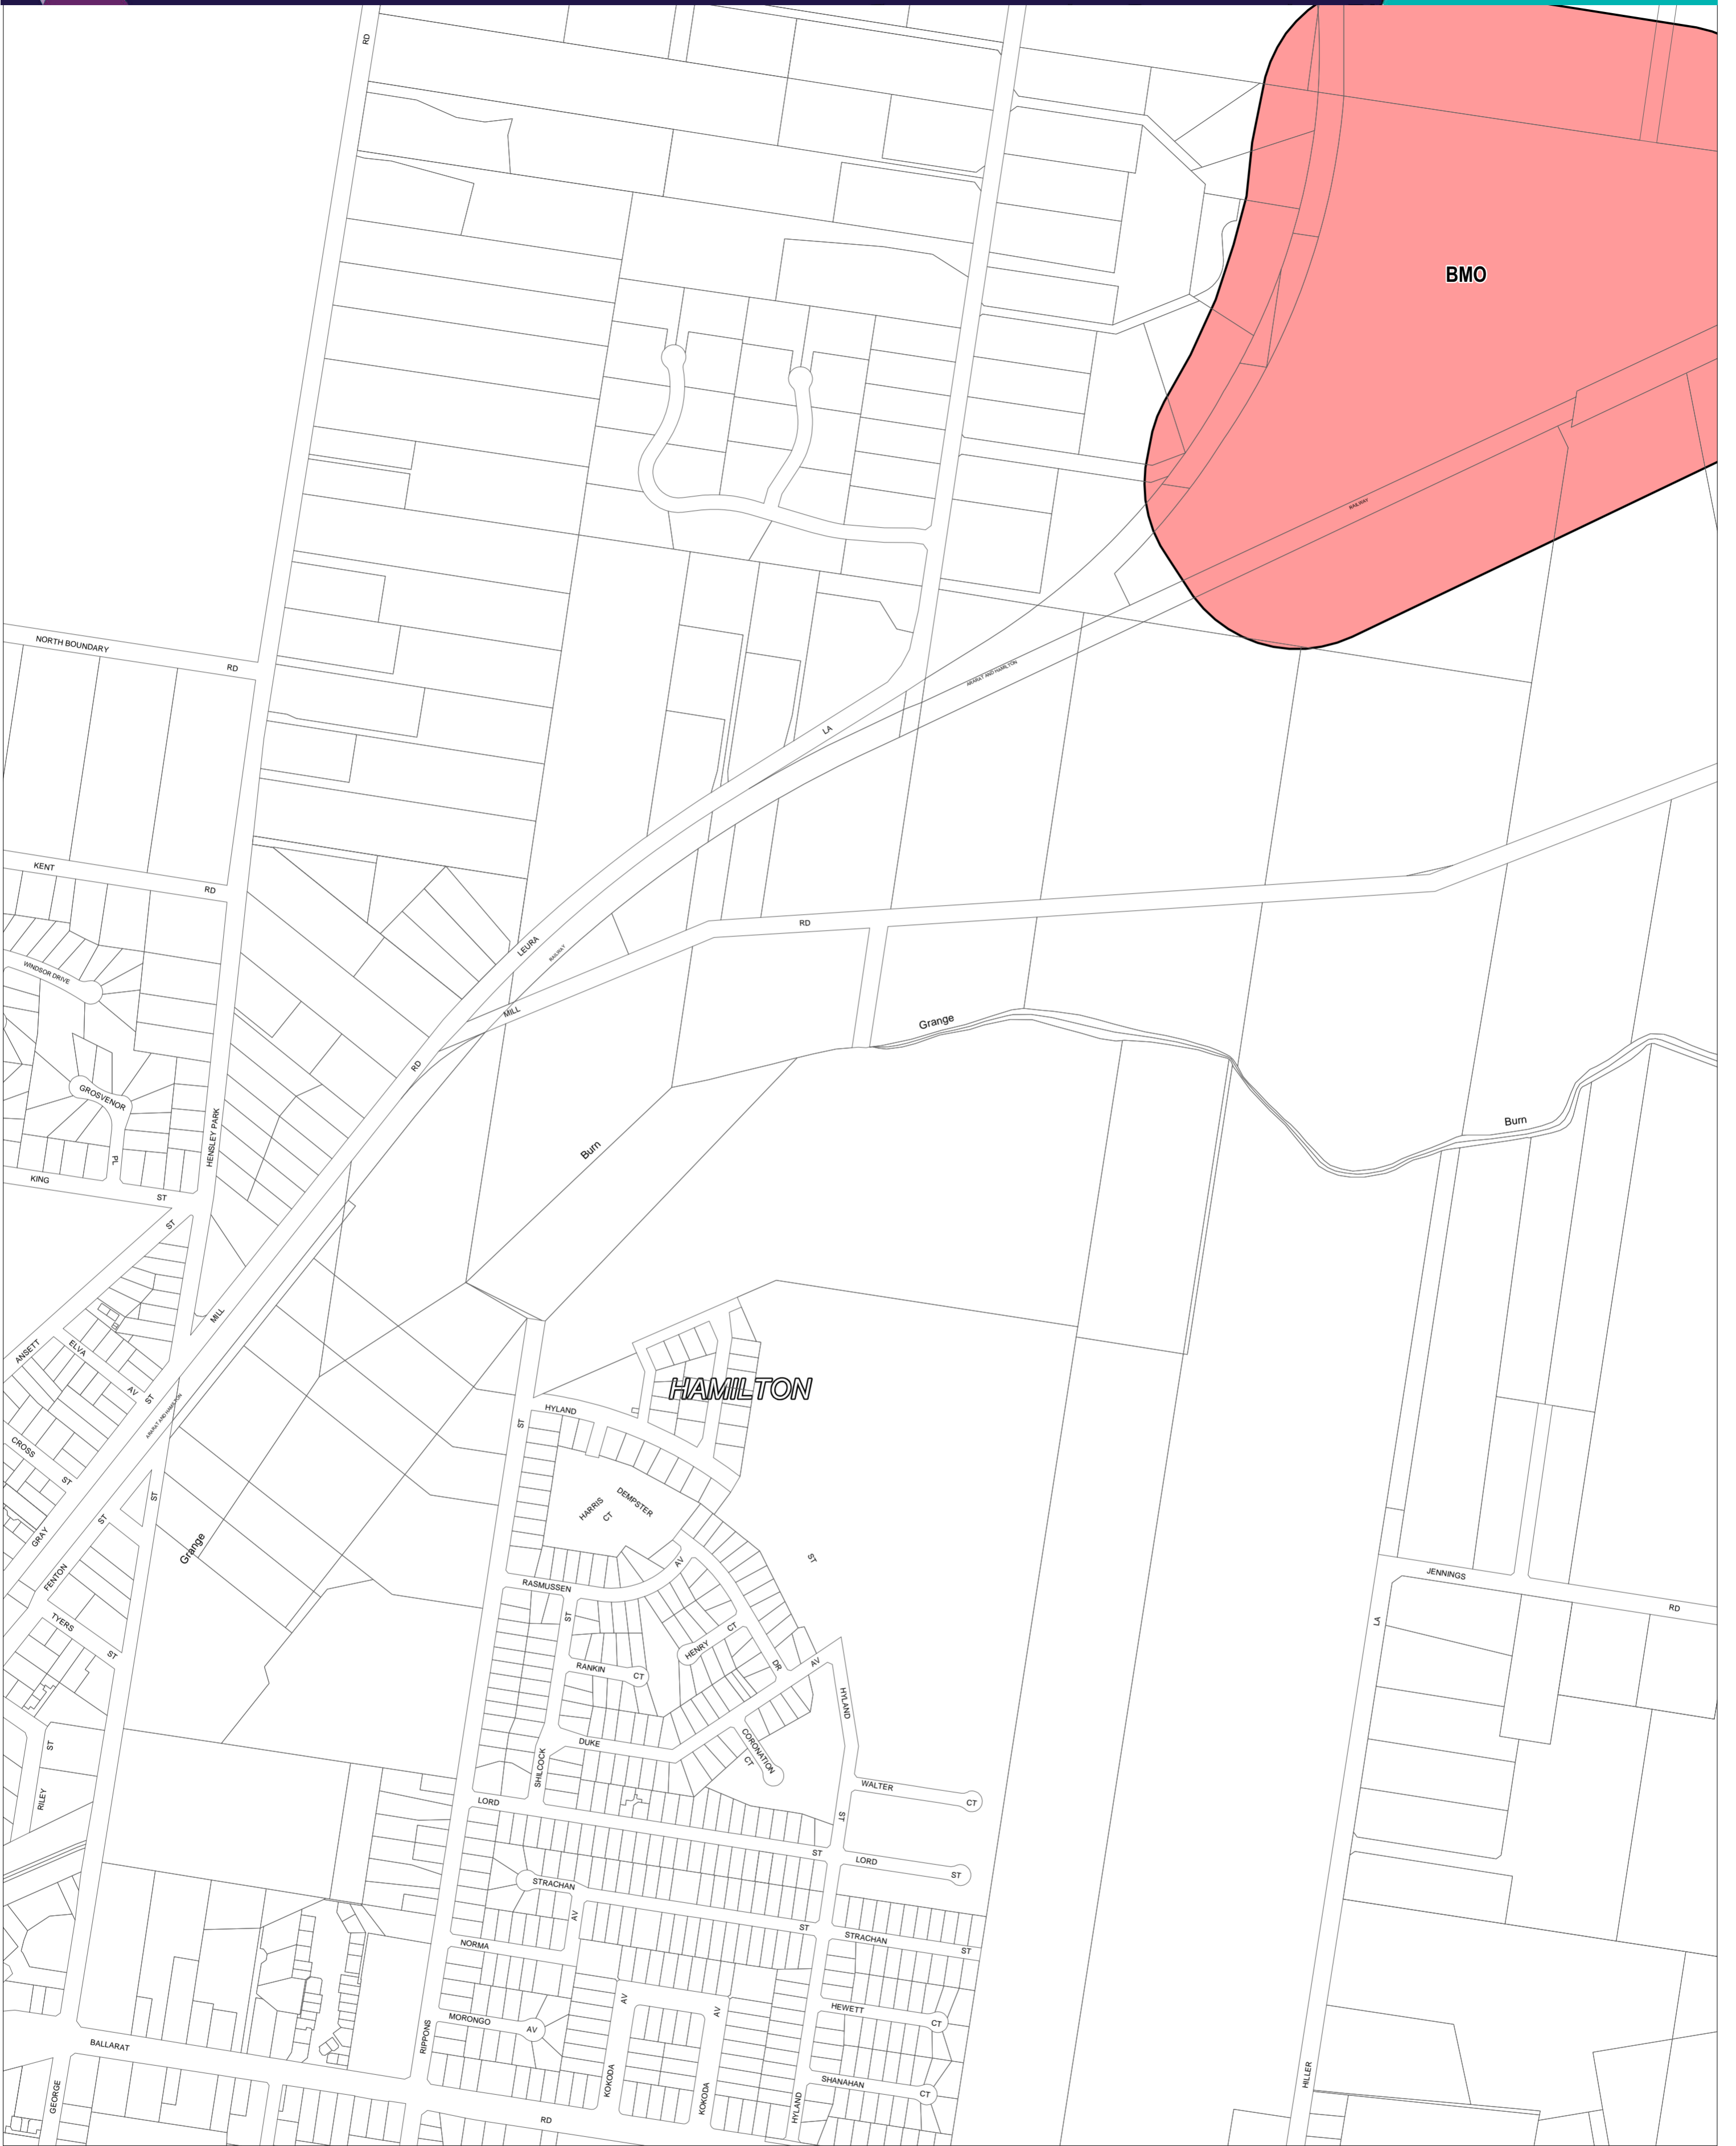 RD
BMO
RAILWAY
NORTH BOUNDARY
RD
ARARAT AND HAMILTON
LA
KENT
RD
RD
LEURA
RAILWAY
WINDSOR DRIVE
MILL
Grange
RD
GROSVENOR
HENSLEY PARK
Burn
Burn
PL
KING
ST
ST
MILL
ANSETT
ELVA
AV
ST
HAMILTON
ARARAT AND HAMILTON
HYLAND
ST
CROSS
ST
ST
DEMPSTER
HARRIS
CT
GRAY
ST
Grange
ST
AV
FENTON
RASMUSSEN
JENNINGS
RD
TYERS
ST
ST
LA
HENRY
CT
RANKIN
CT
DR
AV
HYLAND
ST
DUKE
CORONATION
CT
SHILCOCK
RILEY
WALTER
CT
LORD
ST
ST
LORD
ST
STRACHAN
AV
ST
STRACHAN
ST
NORMA
AV
AV
HEWETT
CT
MORONGO
AV
RIPPONS
BALLARAT
KOKODA
KOKODA
HYLAND
SHANAHAN
CT
HILLER
GEORGE
RD